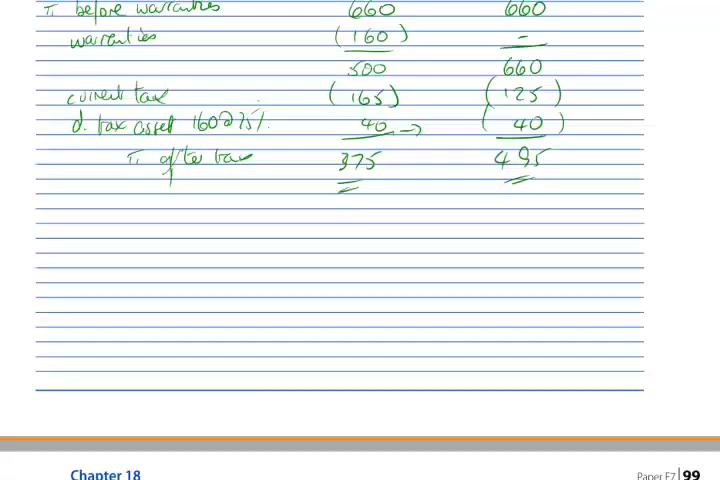 π before warranties 660 660
warranties (160) -
500 660
current tax (165) (125)
d. tax asset 160@25% 40 → (40)
π after tax 375 495
Chapter 18 Paper F7|99